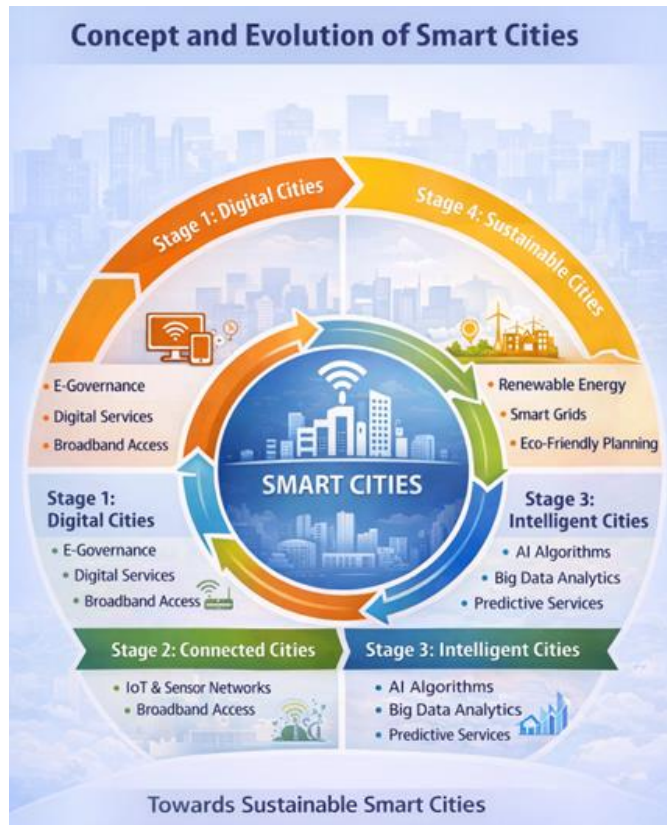 Concept and Evolution of Smart Cities
Stage 1: Digital Cities
Stage 4: Sustainable Cities
• E-Governance
• Digital Services
• Broadband Access
• Renewable Energy
• Smart Grids
• Eco-Friendly Planning
SMART CITIES
Stage 1:
Digital Cities
• E-Governance
• Digital Services
• Broadband Access
Stage 3:
Intelligent Cities
• AI Algorithms
• Big Data Analytics
• Predictive Services
Stage 2: Connected Cities
• IoT & Sensor Networks
• Broadband Access
Stage 3: Intelligent Cities
• AI Algorithms
• Big Data Analytics
• Predictive Services
Towards Sustainable Smart Cities